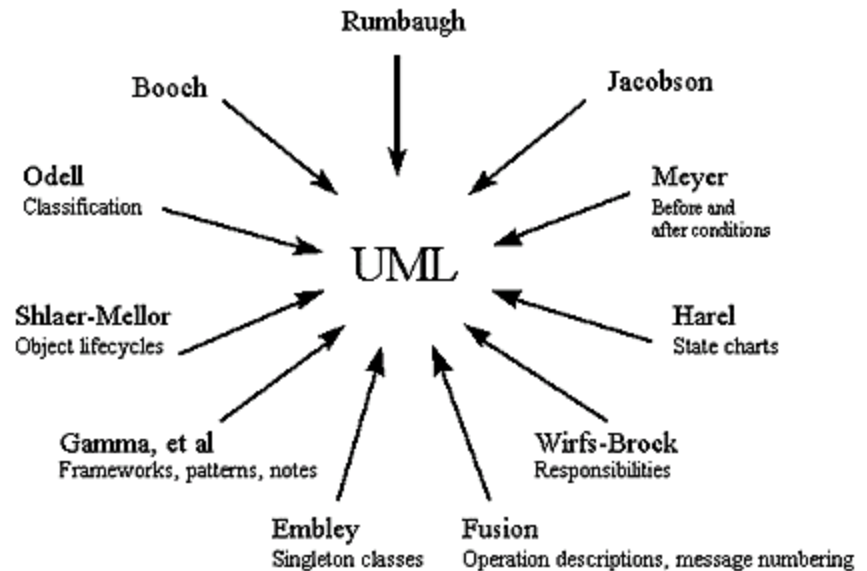 Rumbaugh
Booch
Jacobson
Odell
Classification
Meyer
Before and
after conditions
UML
Shlaer-Mellor
Object lifecycles
Harel
State charts
Gamma, et al
Frameworks, patterns, notes
Wirfs-Brock
Responsibilities
Embley
Singleton classes
Fusion
Operation descriptions, message numbering